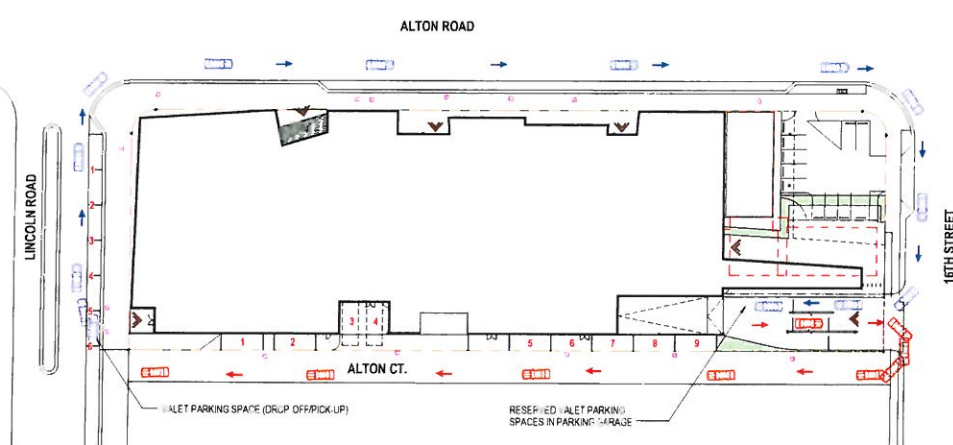 ALTON ROAD
LINCOLN ROAD
16TH STREET
1
2
3
4
5
6
3
4
1
2
5
6
7
8
9
ALTON CT.
VALET PARKING SPACE (DROP OFF/PICK-UP)
RESERVED VALET PARKING
SPACES IN PARKING GARAGE